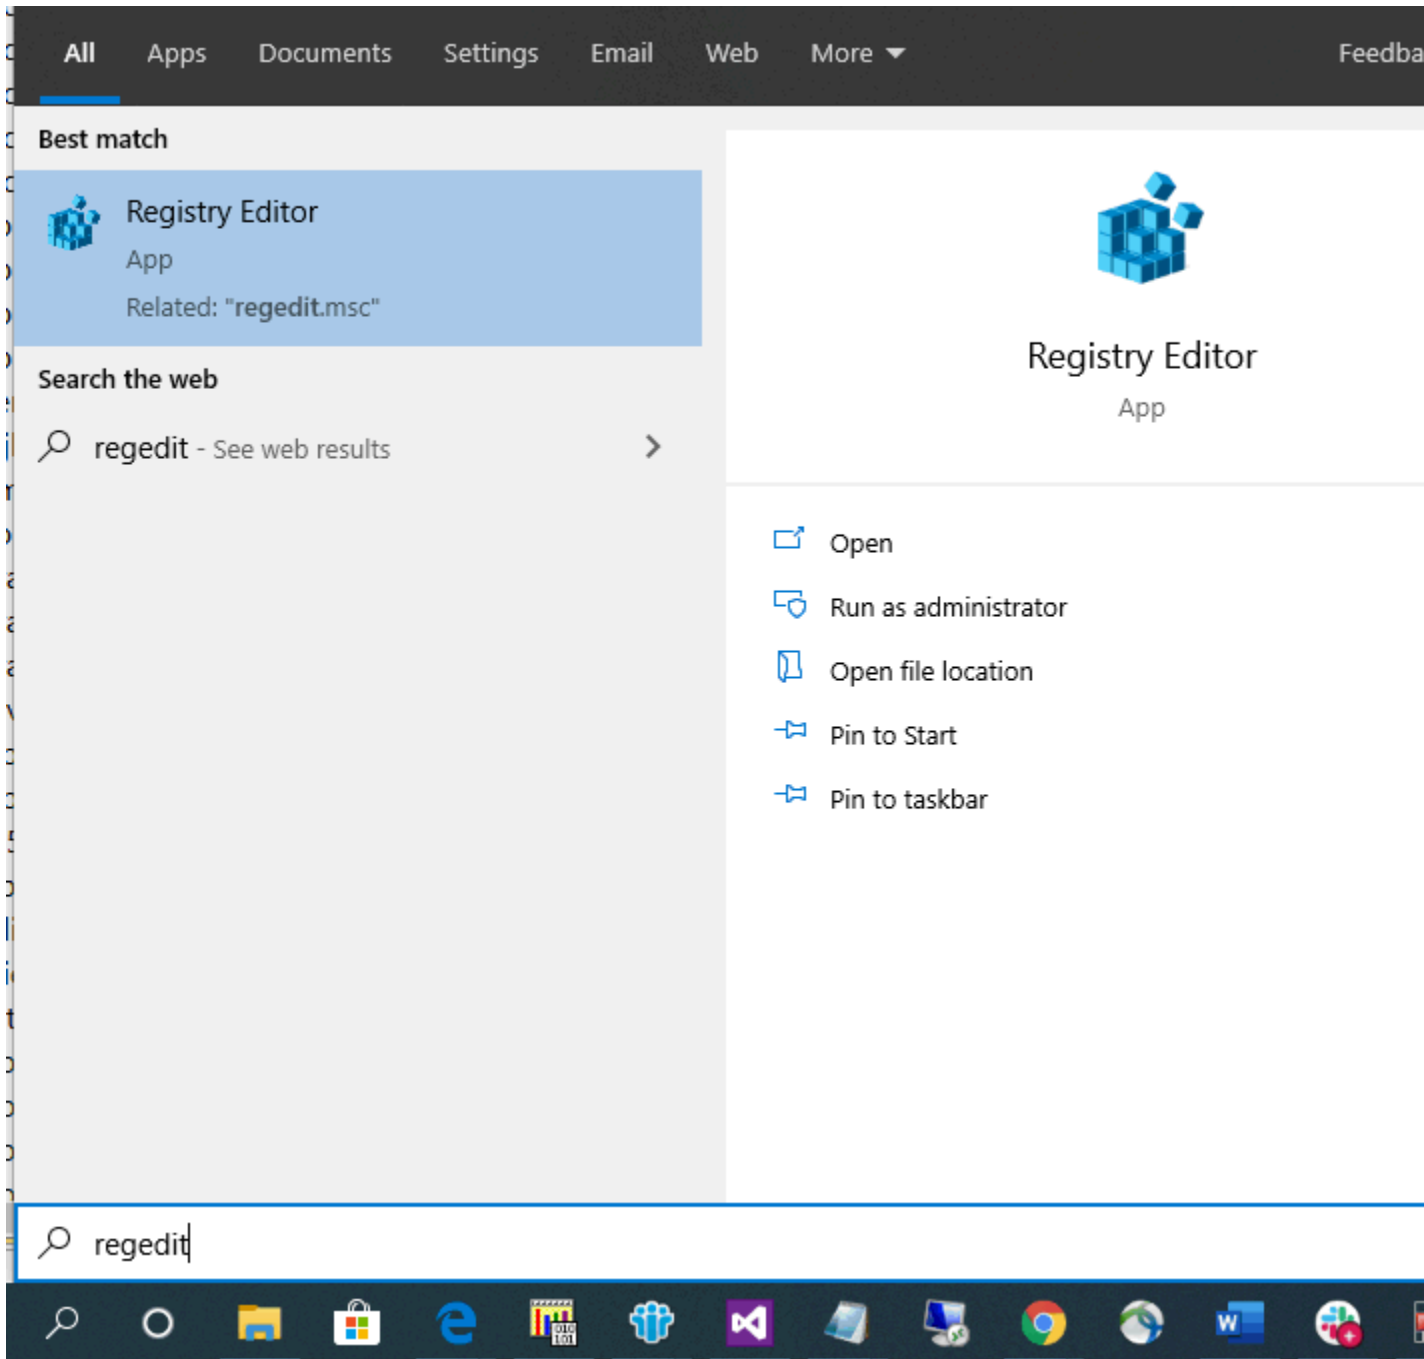 All Apps Documents Settings Email Web More
Best match
Registry Editor
App
Related: "regedit.msc"
Search the web
regedit - See web results
Registry Editor
App
Open
Run as administrator
Open file location
Pin to Start
Pin to taskbar
regedit